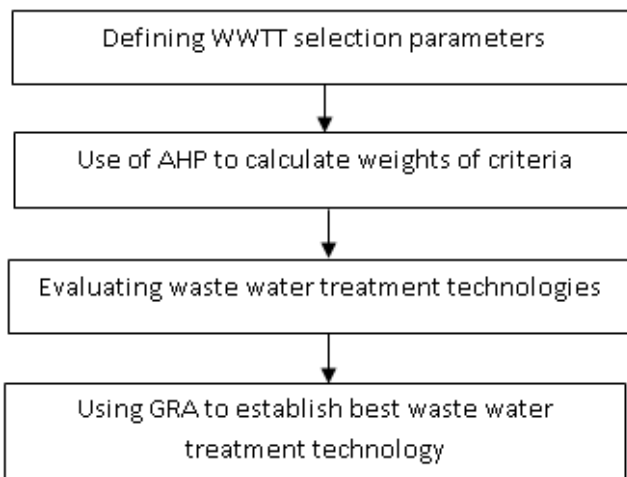 Defining WWTT selection parameters
Use of AHP to calculate weights of criteria
Evaluating waste water treatment technologies
Using GRA to establish best waste water
treatment technology